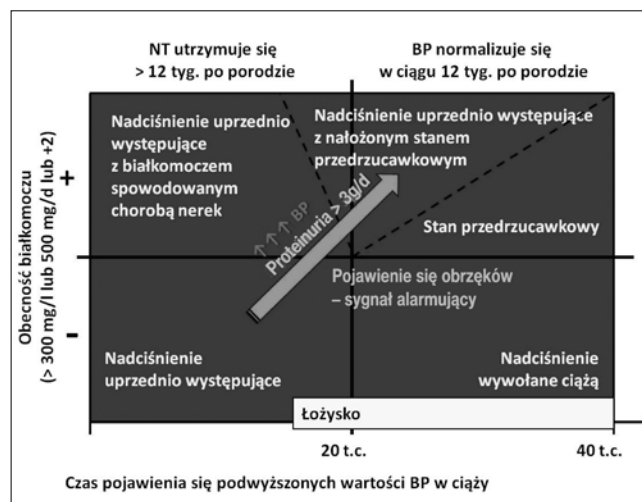 NT utrzymuje się
> 12 tyg. po porodzie
BP normalizuje się
w ciągu 12 tyg. po porodzie
Obecność białkomoczu
(> 300 mg/l lub 500 mg/d lub +2)
+
-
Nadciśnienie uprzednio
występujące
z białkomoczem
spowodowanym
chorobą nerek
Nadciśnienie uprzednio występujące
z nałożonym stanem
przedrzucawkowym
↑↑↑ BP
Proteinuria > 3g/d
Stan przedrzucawkowy
Pojawienie się obrzęków
– sygnał alarmujący
Nadciśnienie
uprzednio występujące
Nadciśnienie
wywołane ciążą
Łożysko
20 t.c.
40 t.c.
Czas pojawienia się podwyższonych wartości BP w ciąży